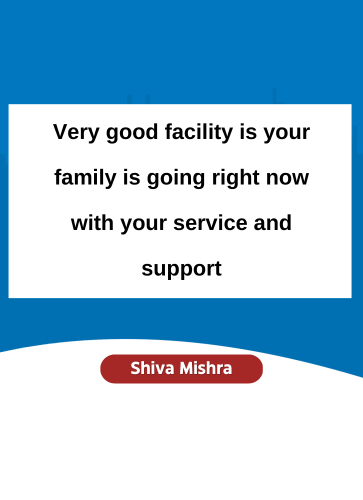 Very good facility is your
family is going right now
with your service and
support
Shiva Mishra